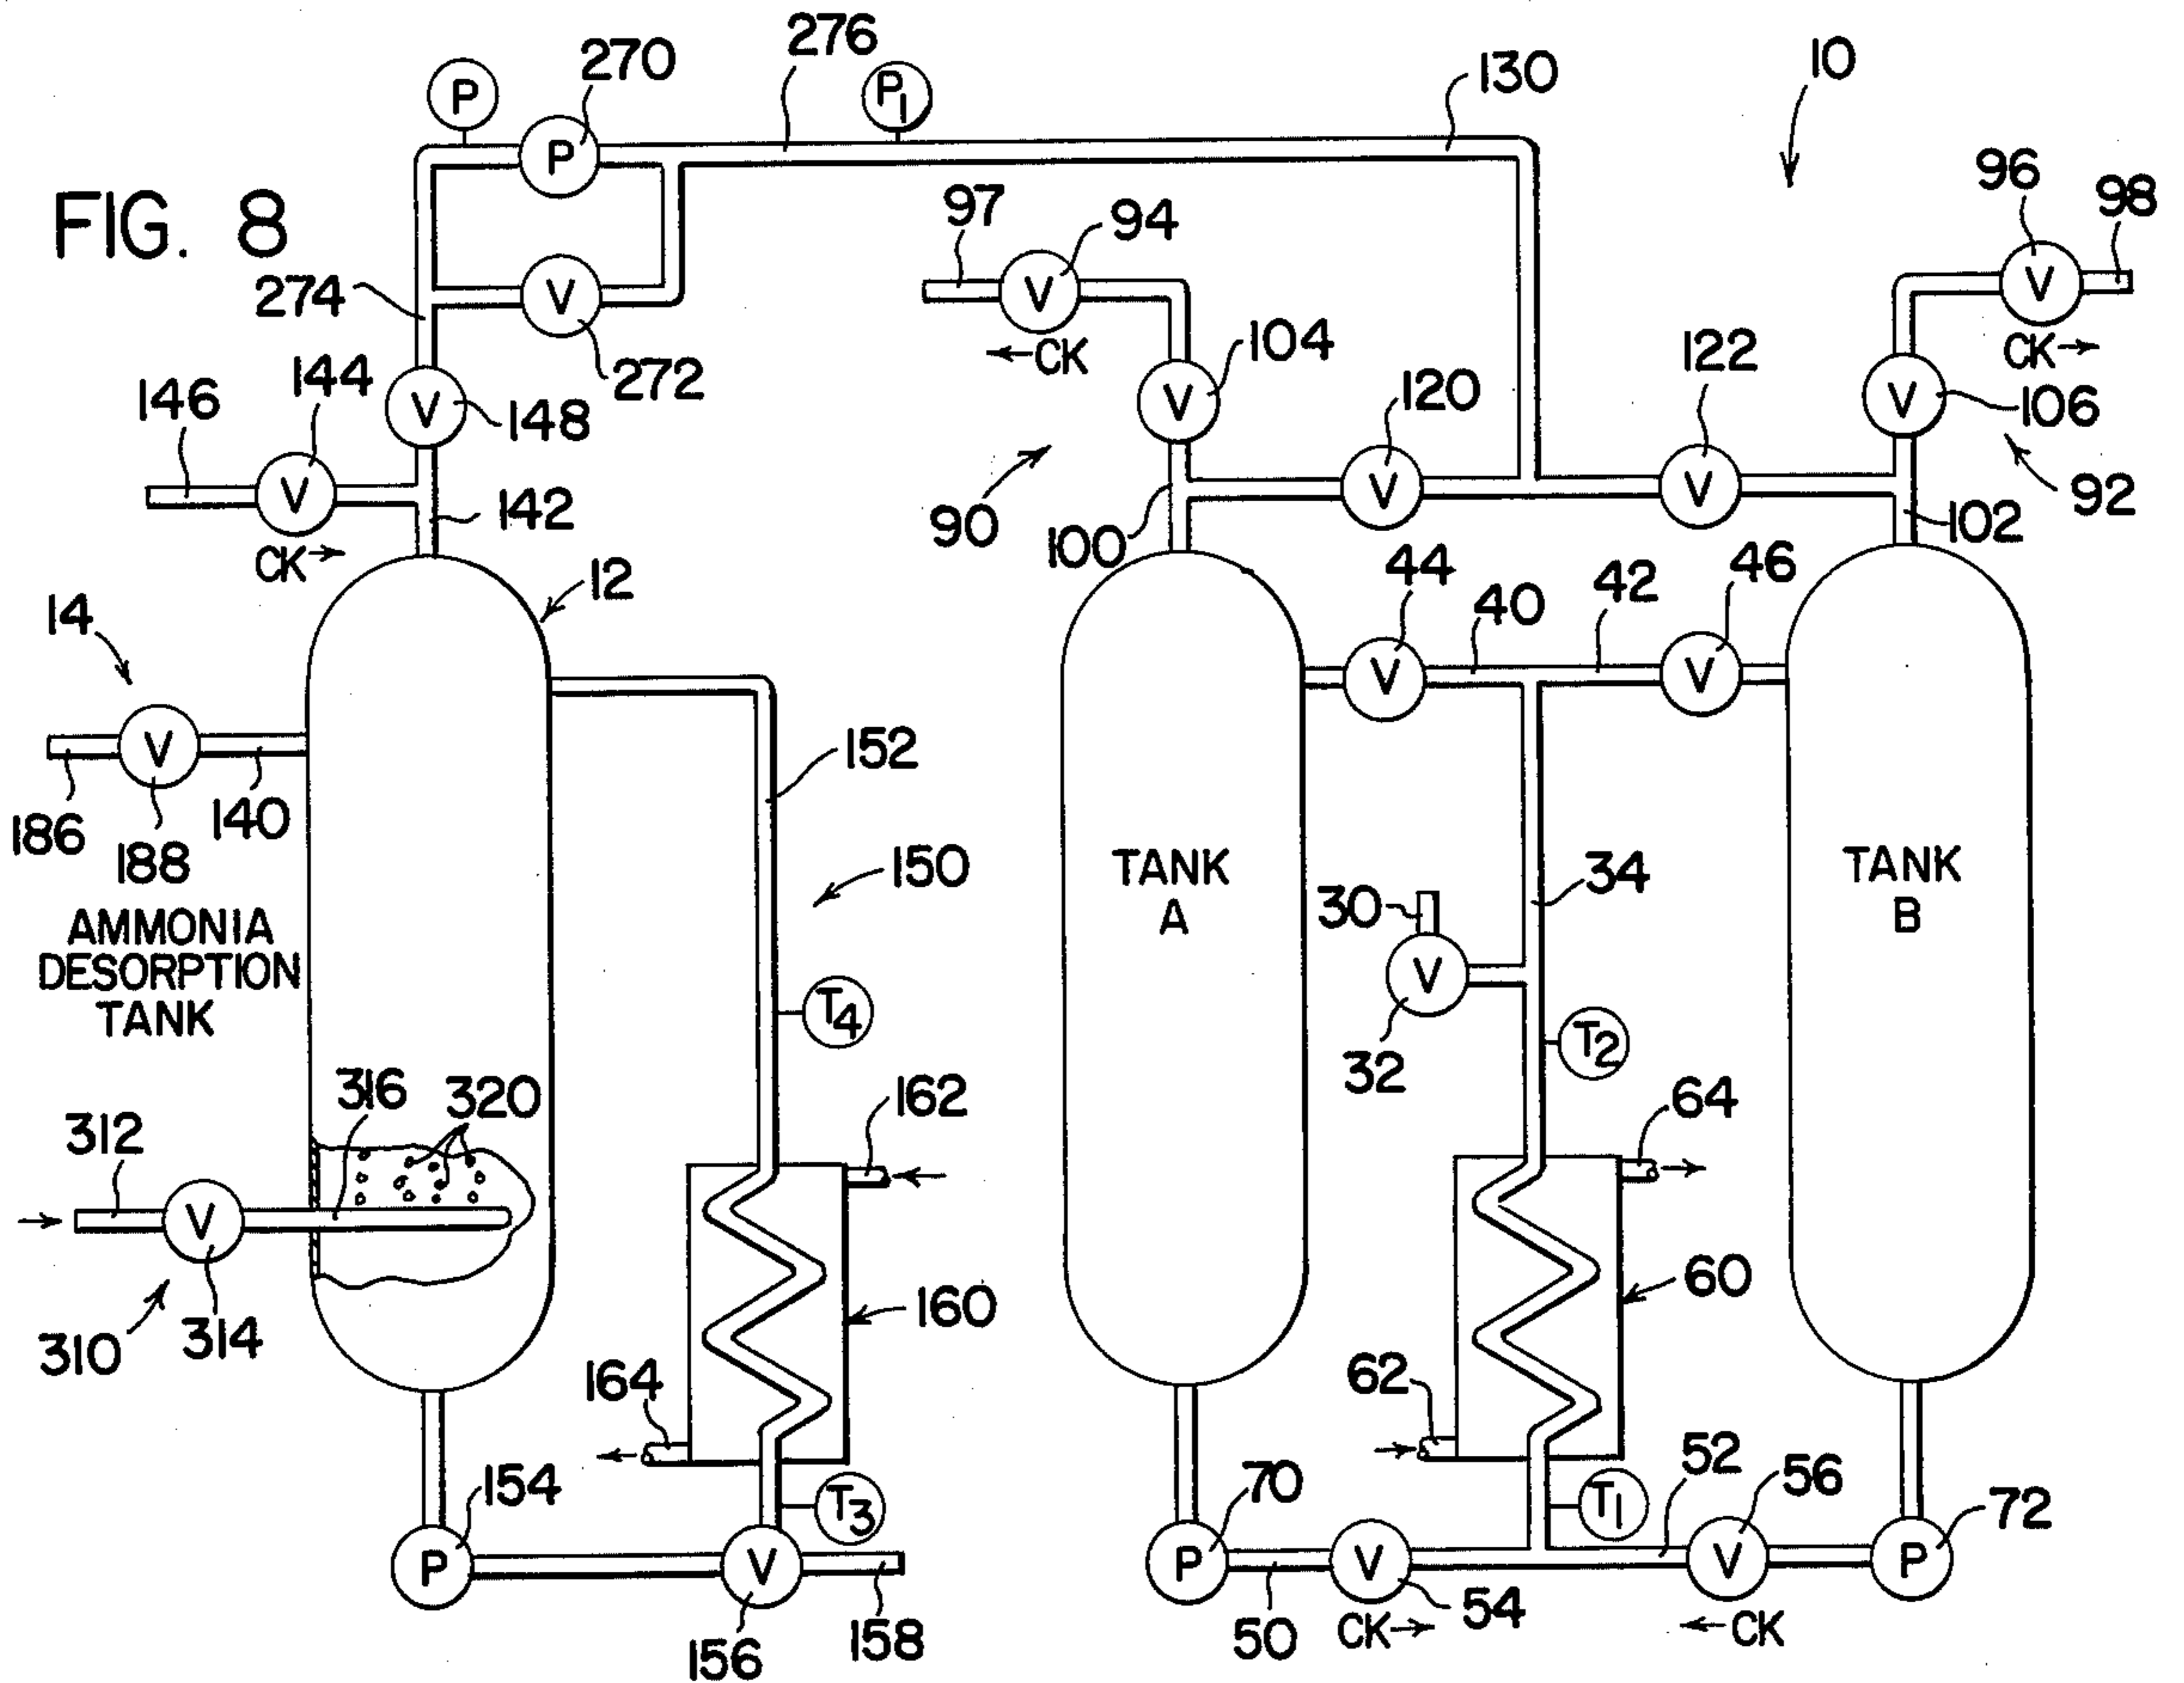 276
270
130
10
P
P1
P
96
98
97
94
FIG. 8
V
V
274
V
CK→
←CK
104
122
144
272
146
120
V
V
106
V
148
V
V
V
142
90
92
CK→
100
102
12
44
42
46
40
14
V
V
V
152
186
188
140
150
TANK
A
TANK
B
34
30
AMMONIA
DESORPTION
TANK
V
T4
T2
32
316
320
162
64
312
V
310
314
160
60
164
62
154
T3
70
T1
52
56
72
P
V
P
V
V
P
156
158
50
CK→
54
←CK